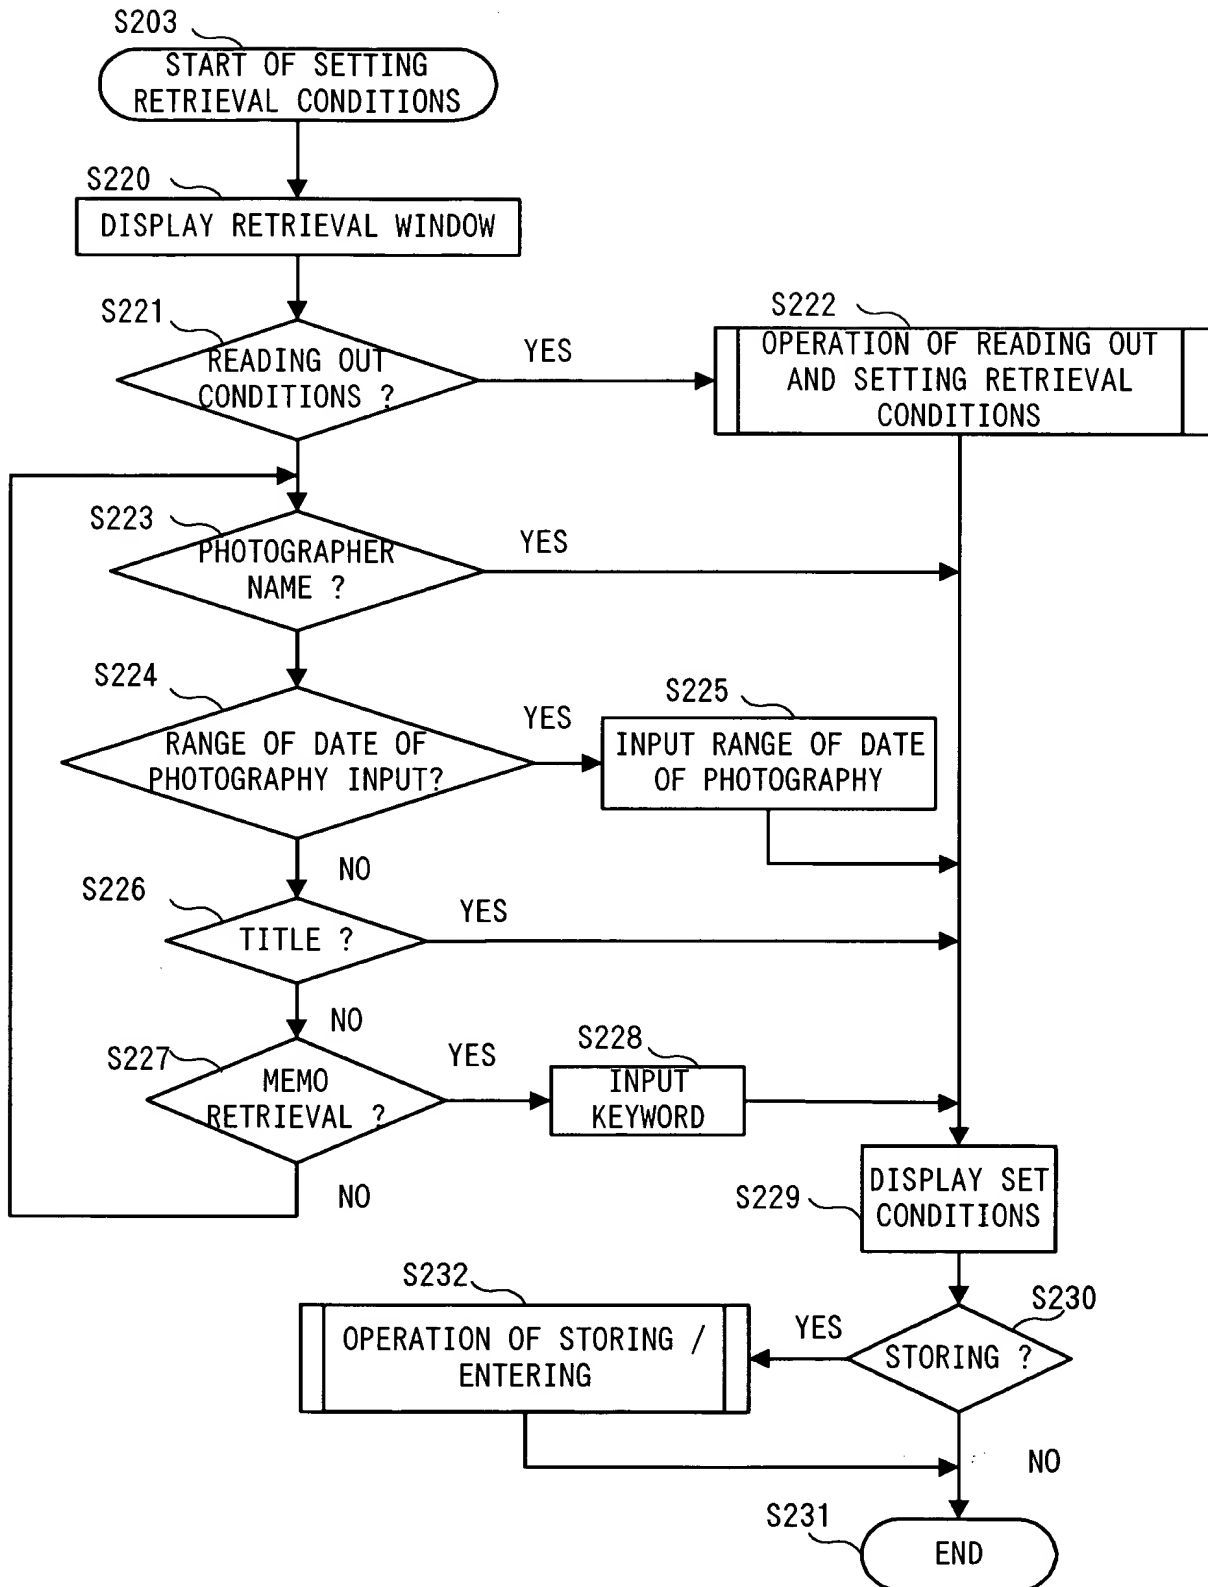 S203
START OF SETTING
RETRIEVAL CONDITIONS
S220
DISPLAY RETRIEVAL WINDOW
S221
READING OUT
CONDITIONS ?
YES
S222
OPERATION OF READING OUT
AND SETTING RETRIEVAL
CONDITIONS
S223
PHOTOGRAPHER
NAME ?
YES
S224
RANGE OF DATE OF
PHOTOGRAPHY INPUT?
YES
S225
INPUT RANGE OF DATE
OF PHOTOGRAPHY
NO
S226
TITLE ?
YES
NO
S227
MEMO
RETRIEVAL ?
YES
S228
INPUT
KEYWORD
NO
S229
DISPLAY SET
CONDITIONS
S230
STORING ?
YES
S232
OPERATION OF STORING /
ENTERING
NO
S231
END